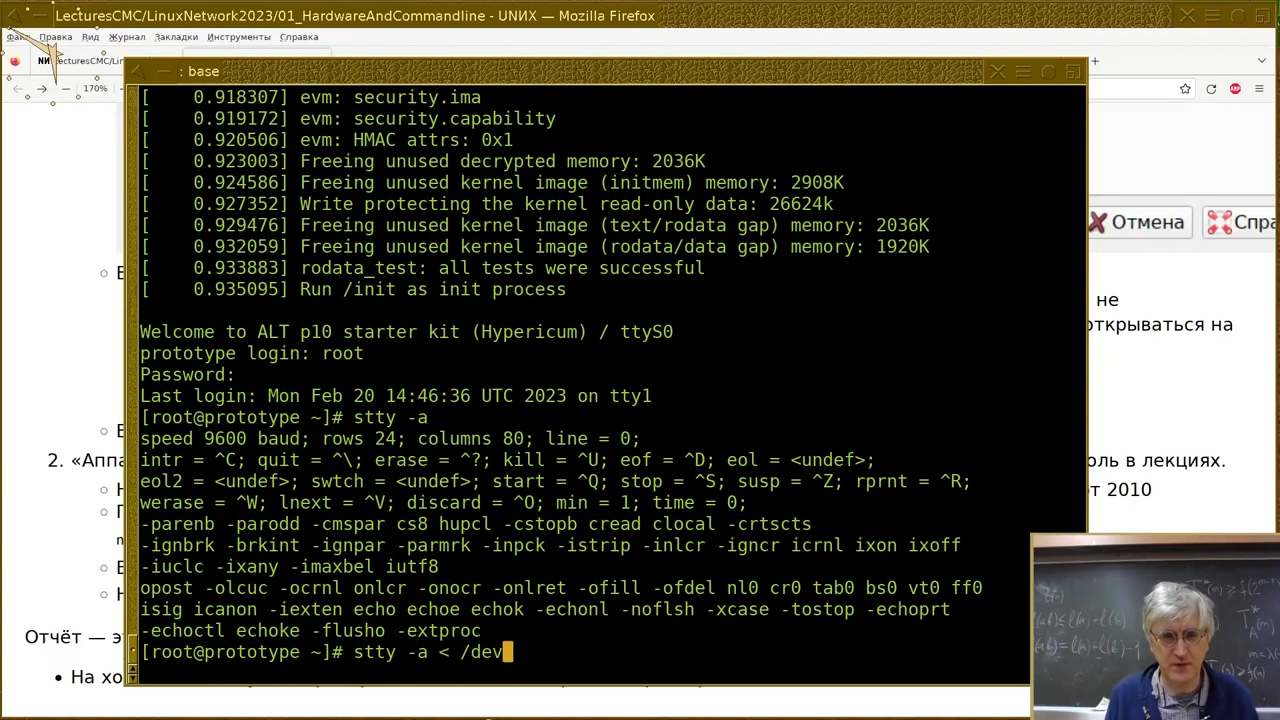 LecturesCMC/LinuxNetwork2023/01_HardwareAndCommandline - UNИX — Mozilla Firefox
Файл Правка Вид Журнал Закладки Инструменты Справка
170%
: base
[    0.918307] evm: security.ima
[    0.919172] evm: security.capability
[    0.920506] evm: HMAC attrs: 0x1
[    0.923003] Freeing unused decrypted memory: 2036K
[    0.924586] Freeing unused kernel image (initmem) memory: 2908K
[    0.927352] Write protecting the kernel read-only data: 26624k
[    0.929476] Freeing unused kernel image (text/rodata gap) memory: 2036K
[    0.932059] Freeing unused kernel image (rodata/data gap) memory: 1920K
[    0.933883] rodata_test: all tests were successful
[    0.935095] Run /init as init process
Welcome to ALT p10 starter kit (Hypericum) / ttyS0
prototype login: root
Password:
Last login: Mon Feb 20 14:46:36 UTC 2023 on tty1
[root@prototype ~]# stty -a
speed 9600 baud; rows 24; columns 80; line = 0;
intr = ^C; quit = ^\; erase = ^?; kill = ^U; eof = ^D; eol = <undef>;
eol2 = <undef>; swtch = <undef>; start = ^Q; stop = ^S; susp = ^Z; rprnt = ^R;
werase = ^W; lnext = ^V; discard = ^O; min = 1; time = 0;
-parenb -parodd -cmspar cs8 hupcl -cstopb cread clocal -crtscts
-ignbrk -brkint -ignpar -parmrk -inpck -istrip -inlcr -igncr icrnl ixon ixoff
-iuclc -ixany -imaxbel iutf8
opost -olcuc -ocrnl onlcr -onocr -onlret -ofill -ofdel nl0 cr0 tab0 bs0 vt0 ff0
isig icanon -iexten echo echoe echok -echonl -noflsh -xcase -tostop -echoprt
-echoctl echoke -flusho -extproc
[root@prototype ~]# stty -a < /dev
Отмена
не
открываться на
2. «Аппа
лекциях.
от 2010
Отчёт — э
• На хо